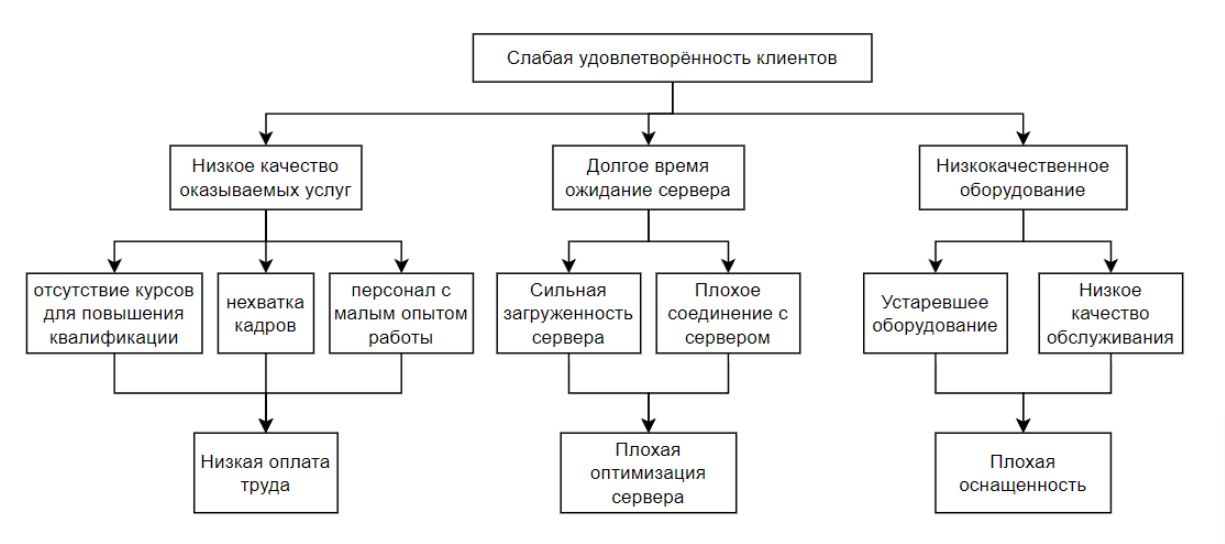 Слабая удовлетворённость клиентов
Низкое качество
оказываемых услуг
Долгое время
ожидание сервера
Низкокачественное
оборудование
отсутствие курсов
для повышения
квалификации
нехватка
кадров
персонал с
малым опытом
работы
Сильная
загруженность
сервера
Плохое
соединение с
сервером
Устаревшее
оборудование
Низкое
качество
обслуживания
Низкая оплата
труда
Плохая
оптимизация
сервера
Плохая
оснащенность